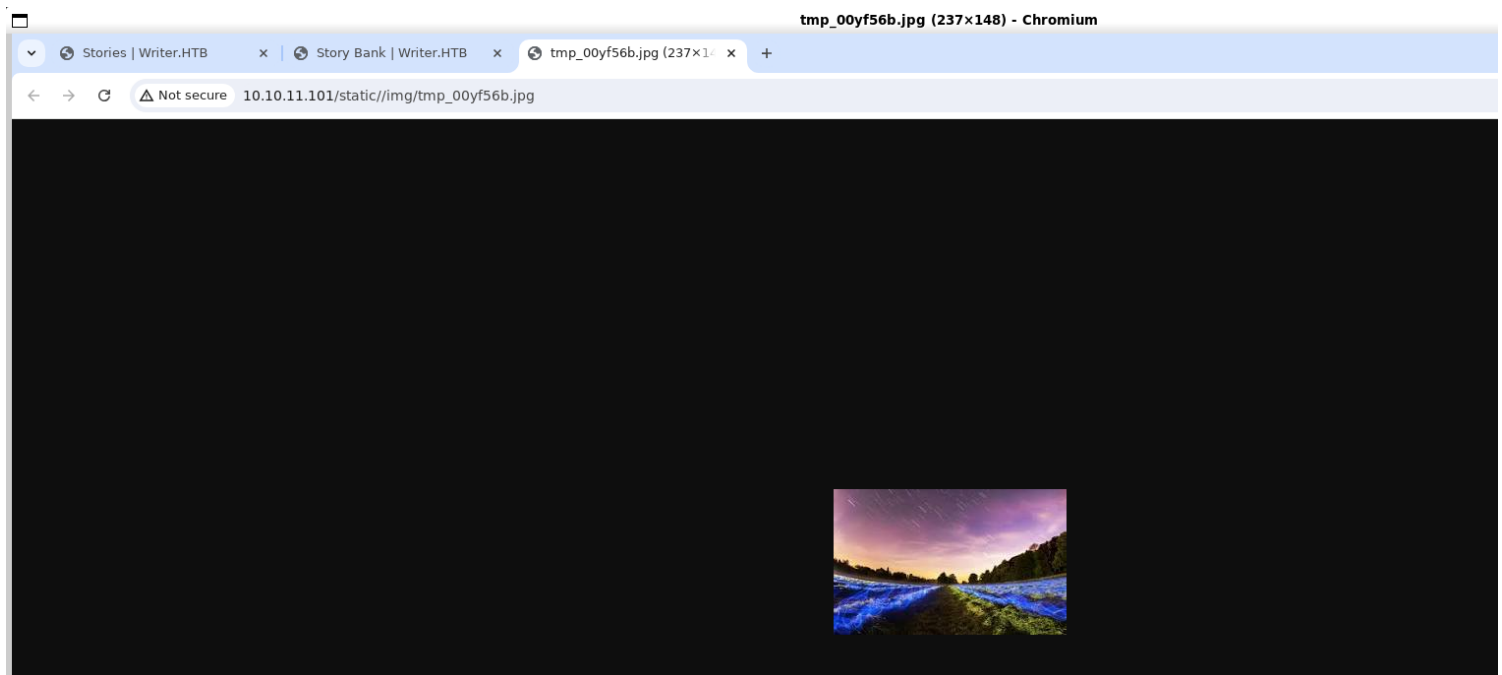 tmp_00yf56b.jpg (237×148) - Chromium
Stories | Writer.HTB
Story Bank | Writer.HTB
tmp_00yf56b.jpg (237×14
Not secure
10.10.11.101/static//img/tmp_00yf56b.jpg